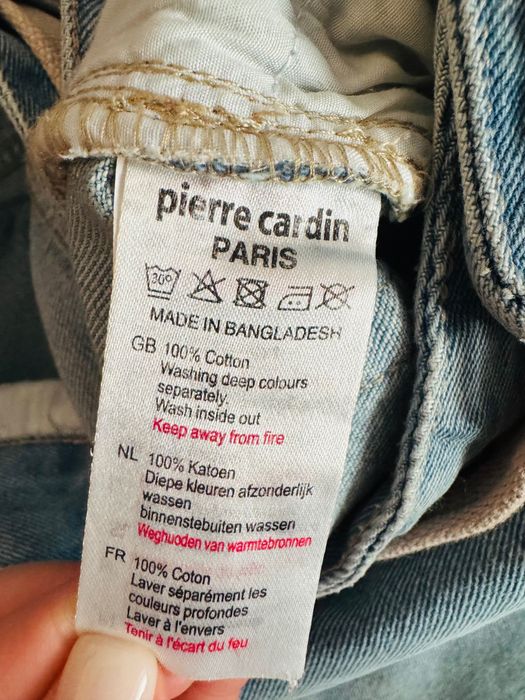 pierre cardin
PARIS
30°
MADE IN BANGLADESH
GB 100% Cotton
Washing deep colours
separately.
Wash inside out
Keep away from fire
NL 100% Katoen
Diepe kleuren afzonderlijk
wassen
binnenstebuiten wassen
Weghuoden van warmtebronnen
FR 100% Coton
Laver séparément les
couleurs profondes
Laver à l'envers
Tenir à l'écart du feu